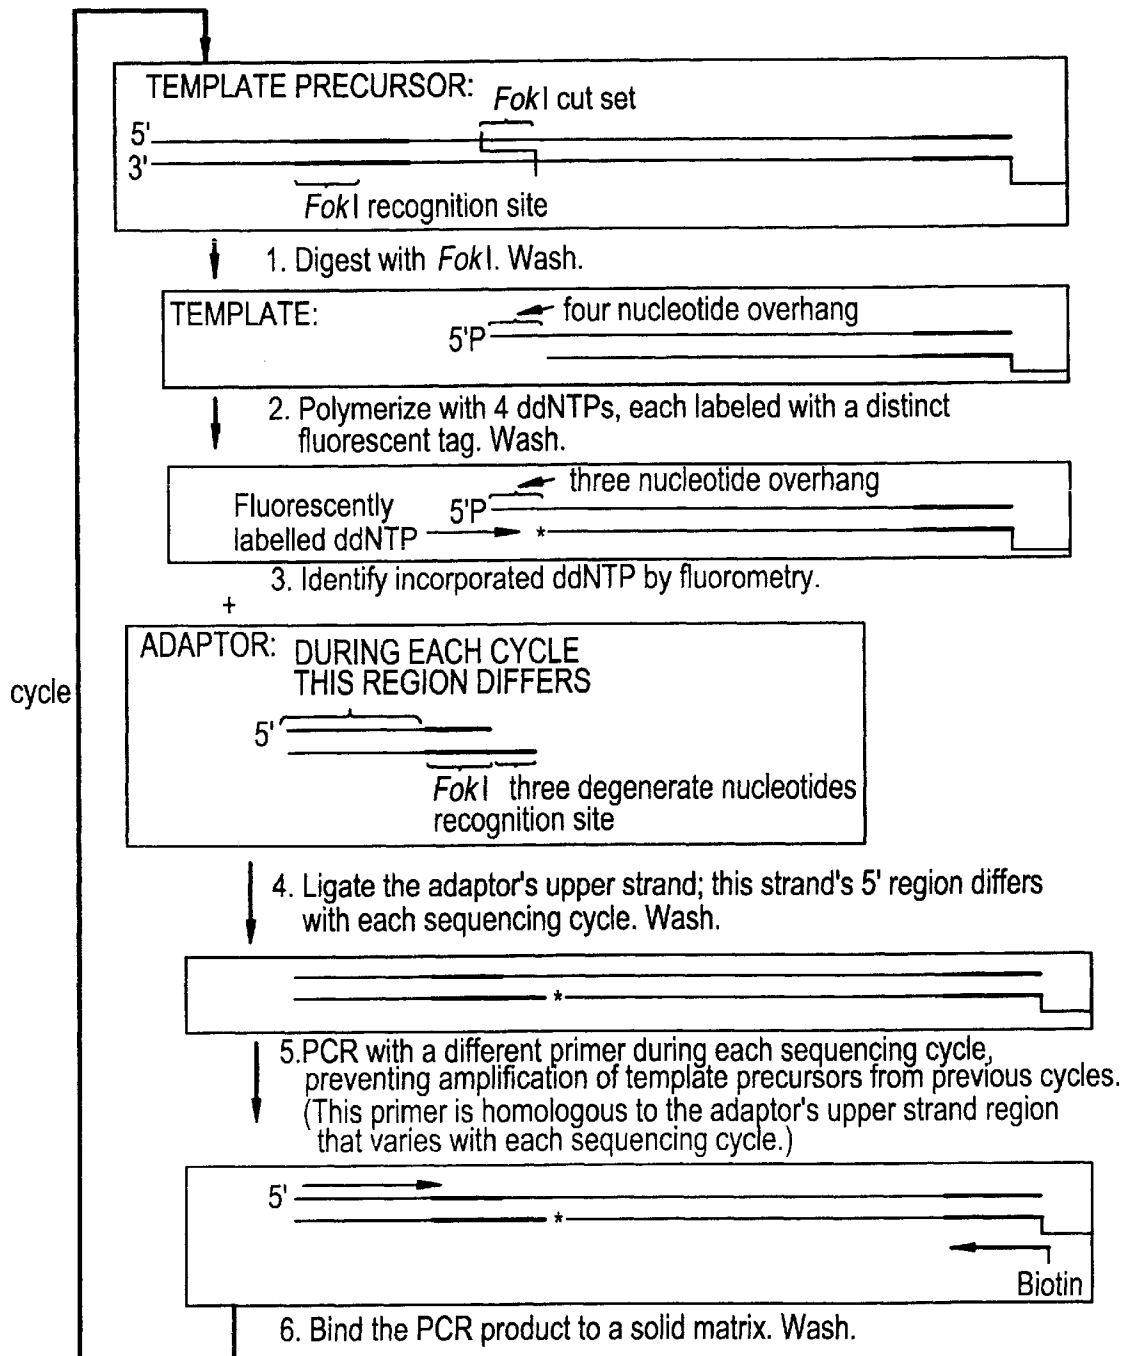 TEMPLATE PRECURSOR:
FokI cut set
5'
3'
FokI recognition site
1. Digest with FokI. Wash.
TEMPLATE:
four nucleotide overhang
5'P
2. Polymerize with 4 ddNTPs, each labeled with a distinct
fluorescent tag. Wash.
three nucleotide overhang
Fluorescently
labelled ddNTP
5'P
*
3. Identify incorporated ddNTP by fluorometry.
+
ADAPTOR:
DURING EACH CYCLE
THIS REGION DIFFERS
cycle
5'
FokI three degenerate nucleotides
recognition site
4. Ligate the adaptor's upper strand; this strand's 5' region differs
with each sequencing cycle. Wash.
*
5.PCR with a different primer during each sequencing cycle,
preventing amplification of template precursors from previous cycles.
(This primer is homologous to the adaptor's upper strand region
that varies with each sequencing cycle.)
5'
*
Biotin
6. Bind the PCR product to a solid matrix. Wash.